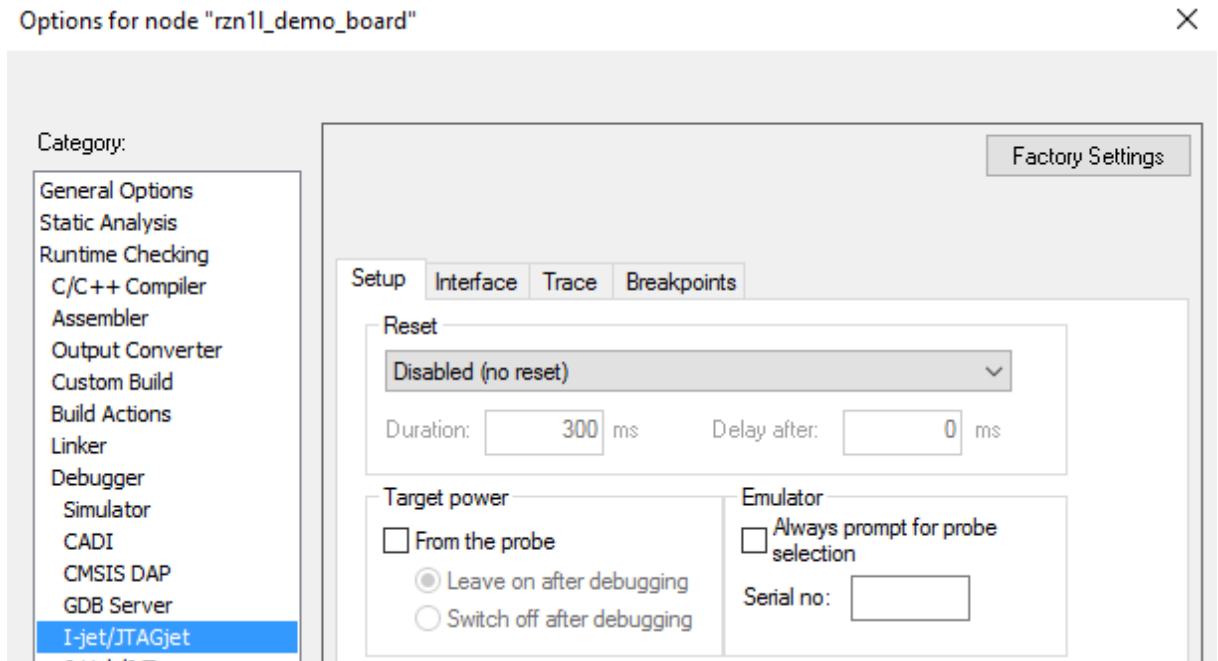 Options for node "rzn1l_demo_board"
Category:
Factory Settings
General Options
Static Analysis
Runtime Checking
C/C++ Compiler
Assembler
Output Converter
Custom Build
Build Actions
Linker
Debugger
Simulator
CADI
CMSIS DAP
GDB Server
I-jet/JTAGjet
Setup Interface Trace Breakpoints
Reset
Disabled (no reset)
Duration: 300 ms Delay after: 0 ms
Target power
From the probe
Leave on after debugging
Switch off after debugging
Emulator
Always prompt for probe
selection
Serial no: